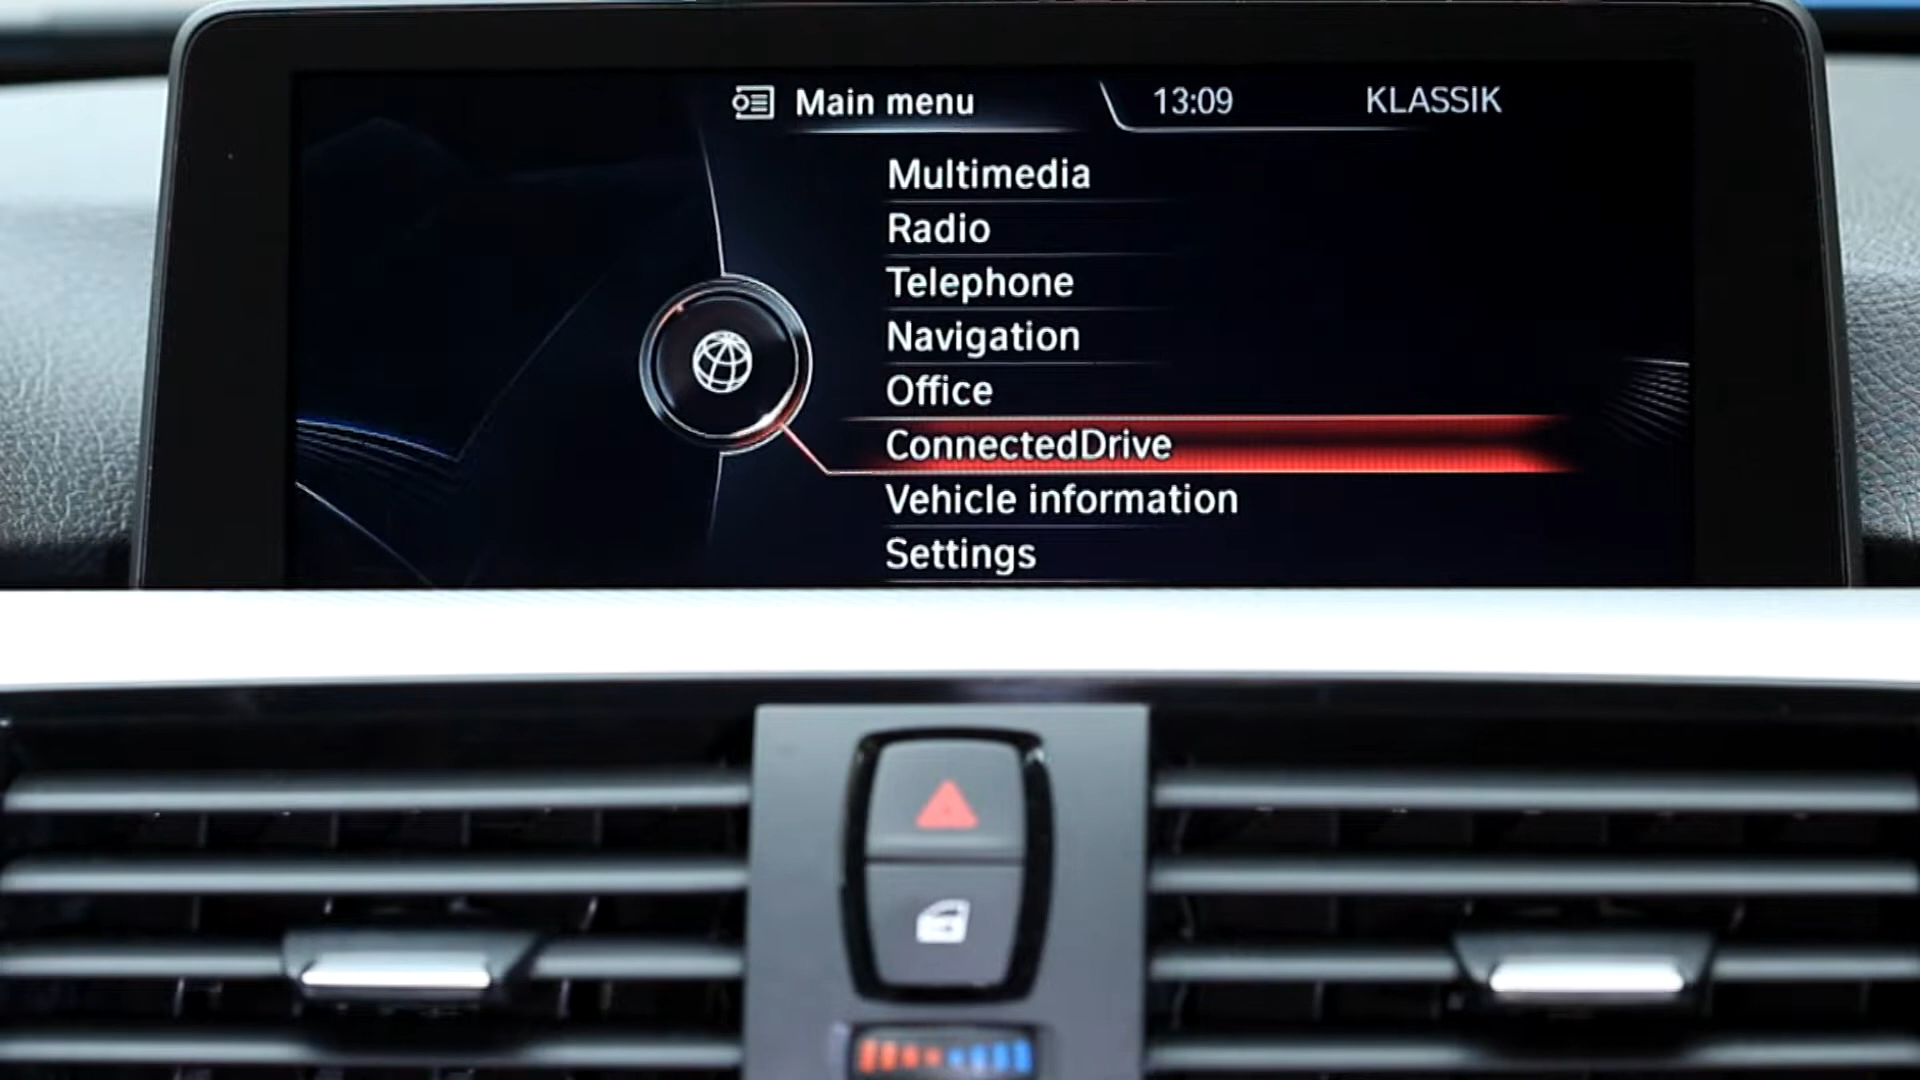 Main menu 13:09 KLASSIK
Multimedia
Radio
Telephone
Navigation
Office
ConnectedDrive
Vehicle information
Settings